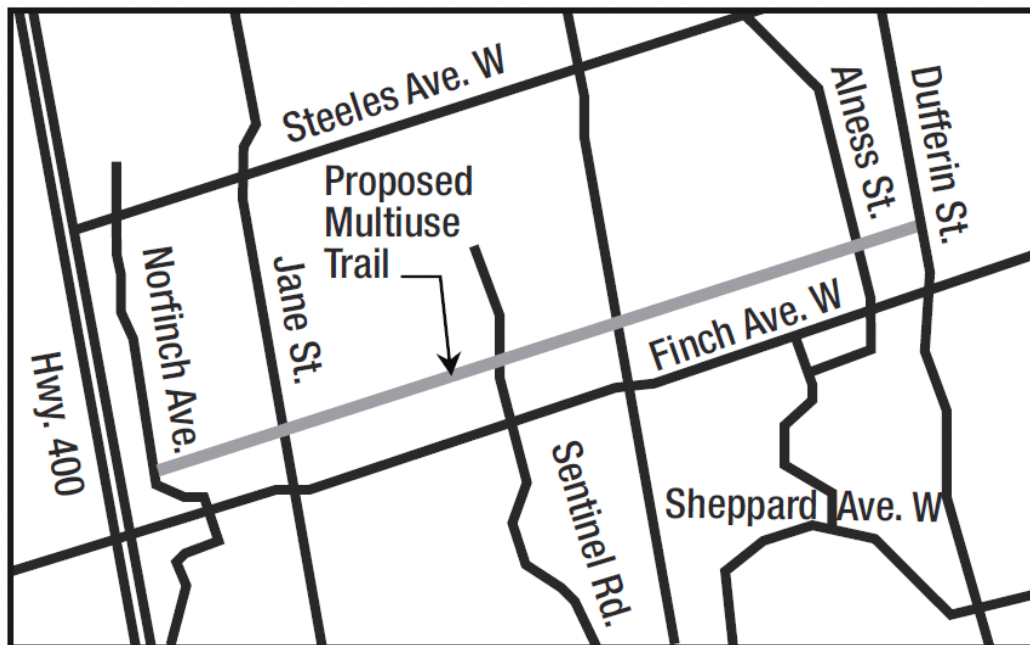 Steeles Ave. W
Alness St.
Dufferin St.
Proposed
Multiuse
Trail
Norfinch Ave.
Jane St.
Finch Ave. W
Hwy. 400
Sentinel Rd.
Sheppard Ave. W